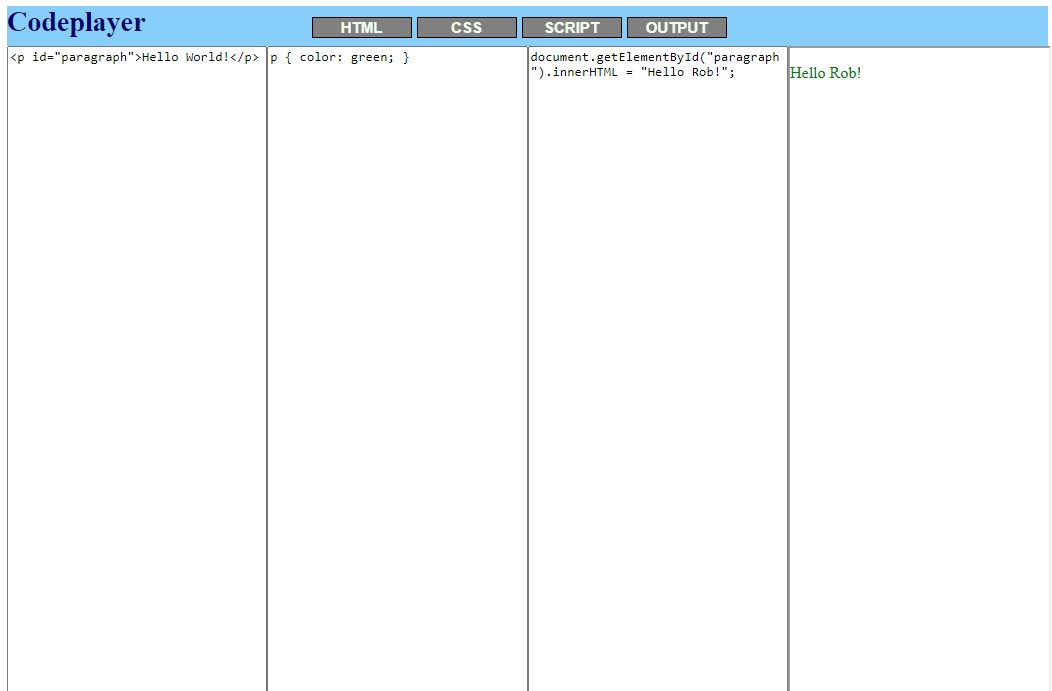 Codeplayer
HTML CSS SCRIPT OUTPUT
<p id="paragraph">Hello World!</p>
p { color: green; }
document.getElementById("paragraph
").innerHTML = "Hello Rob!";
Hello Rob!